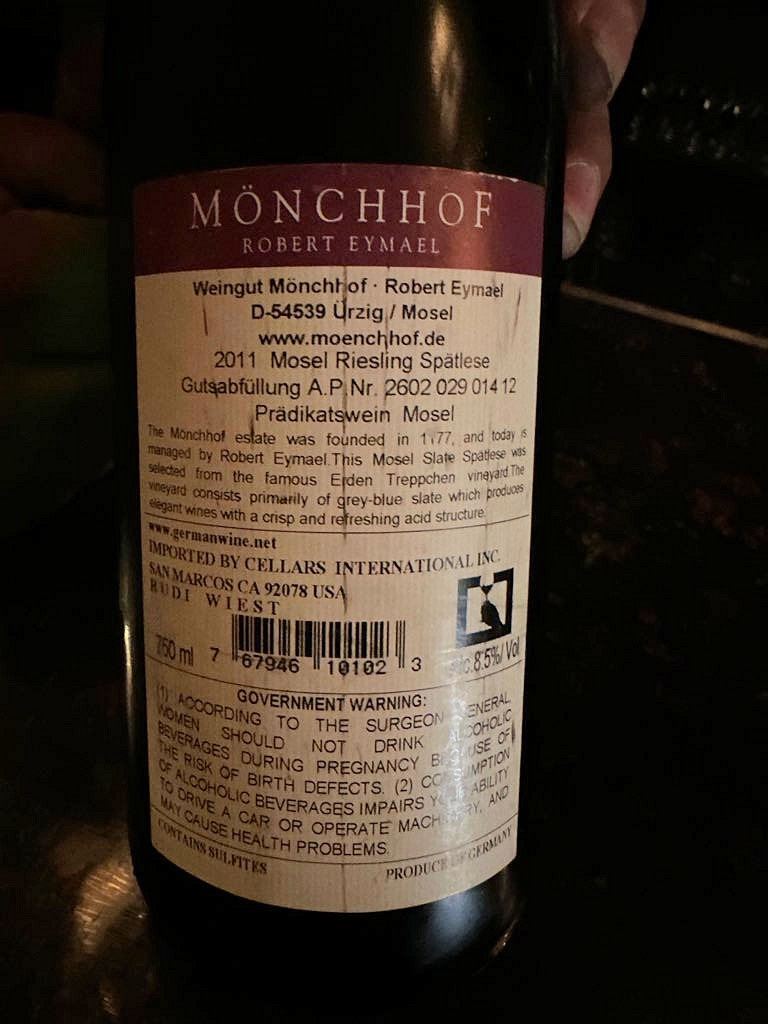 MÖNCHHOF
ROBERT EYMAEL
Weingut Mönchhof · Robert Eymael
D-54539 Ürzig / Mosel
www.moenchhof.de
2011 Mosel Riesling Spätlese
Gutsabfüllung A.P.Nr. 2602 029 014 12
Prädikatswein Mosel
The Mönchhof estate was founded in 1177, and today is
managed by Robert Eymael.This Mosel Slate Spätlese was
selected from the famous Erden Treppchen vineyard.The
vineyard consists primarily of grey-blue slate which produces
elegant wines with a crisp and refreshing acid structure.
www.germanwine.net
IMPORTED BY CELLARS INTERNATIONAL INC.
SAN MARCOS CA 92078 USA
RUDI WIEST
750 ml
7 67946 10102 3
alc.8.5%/Vol
GOVERNMENT WARNING:
(1) ACCORDING TO THE SURGEON GENERAL,
WOMEN SHOULD NOT DRINK ALCOHOLIC
BEVERAGES DURING PREGNANCY BECAUSE OF
THE RISK OF BIRTH DEFECTS. (2) CONSUMPTION
OF ALCOHOLIC BEVERAGES IMPAIRS YOUR ABILITY
TO DRIVE A CAR OR OPERATE MACHINERY, AND
MAY CAUSE HEALTH PROBLEMS.
CONTAINS SULFITES
PRODUCE OF GERMANY